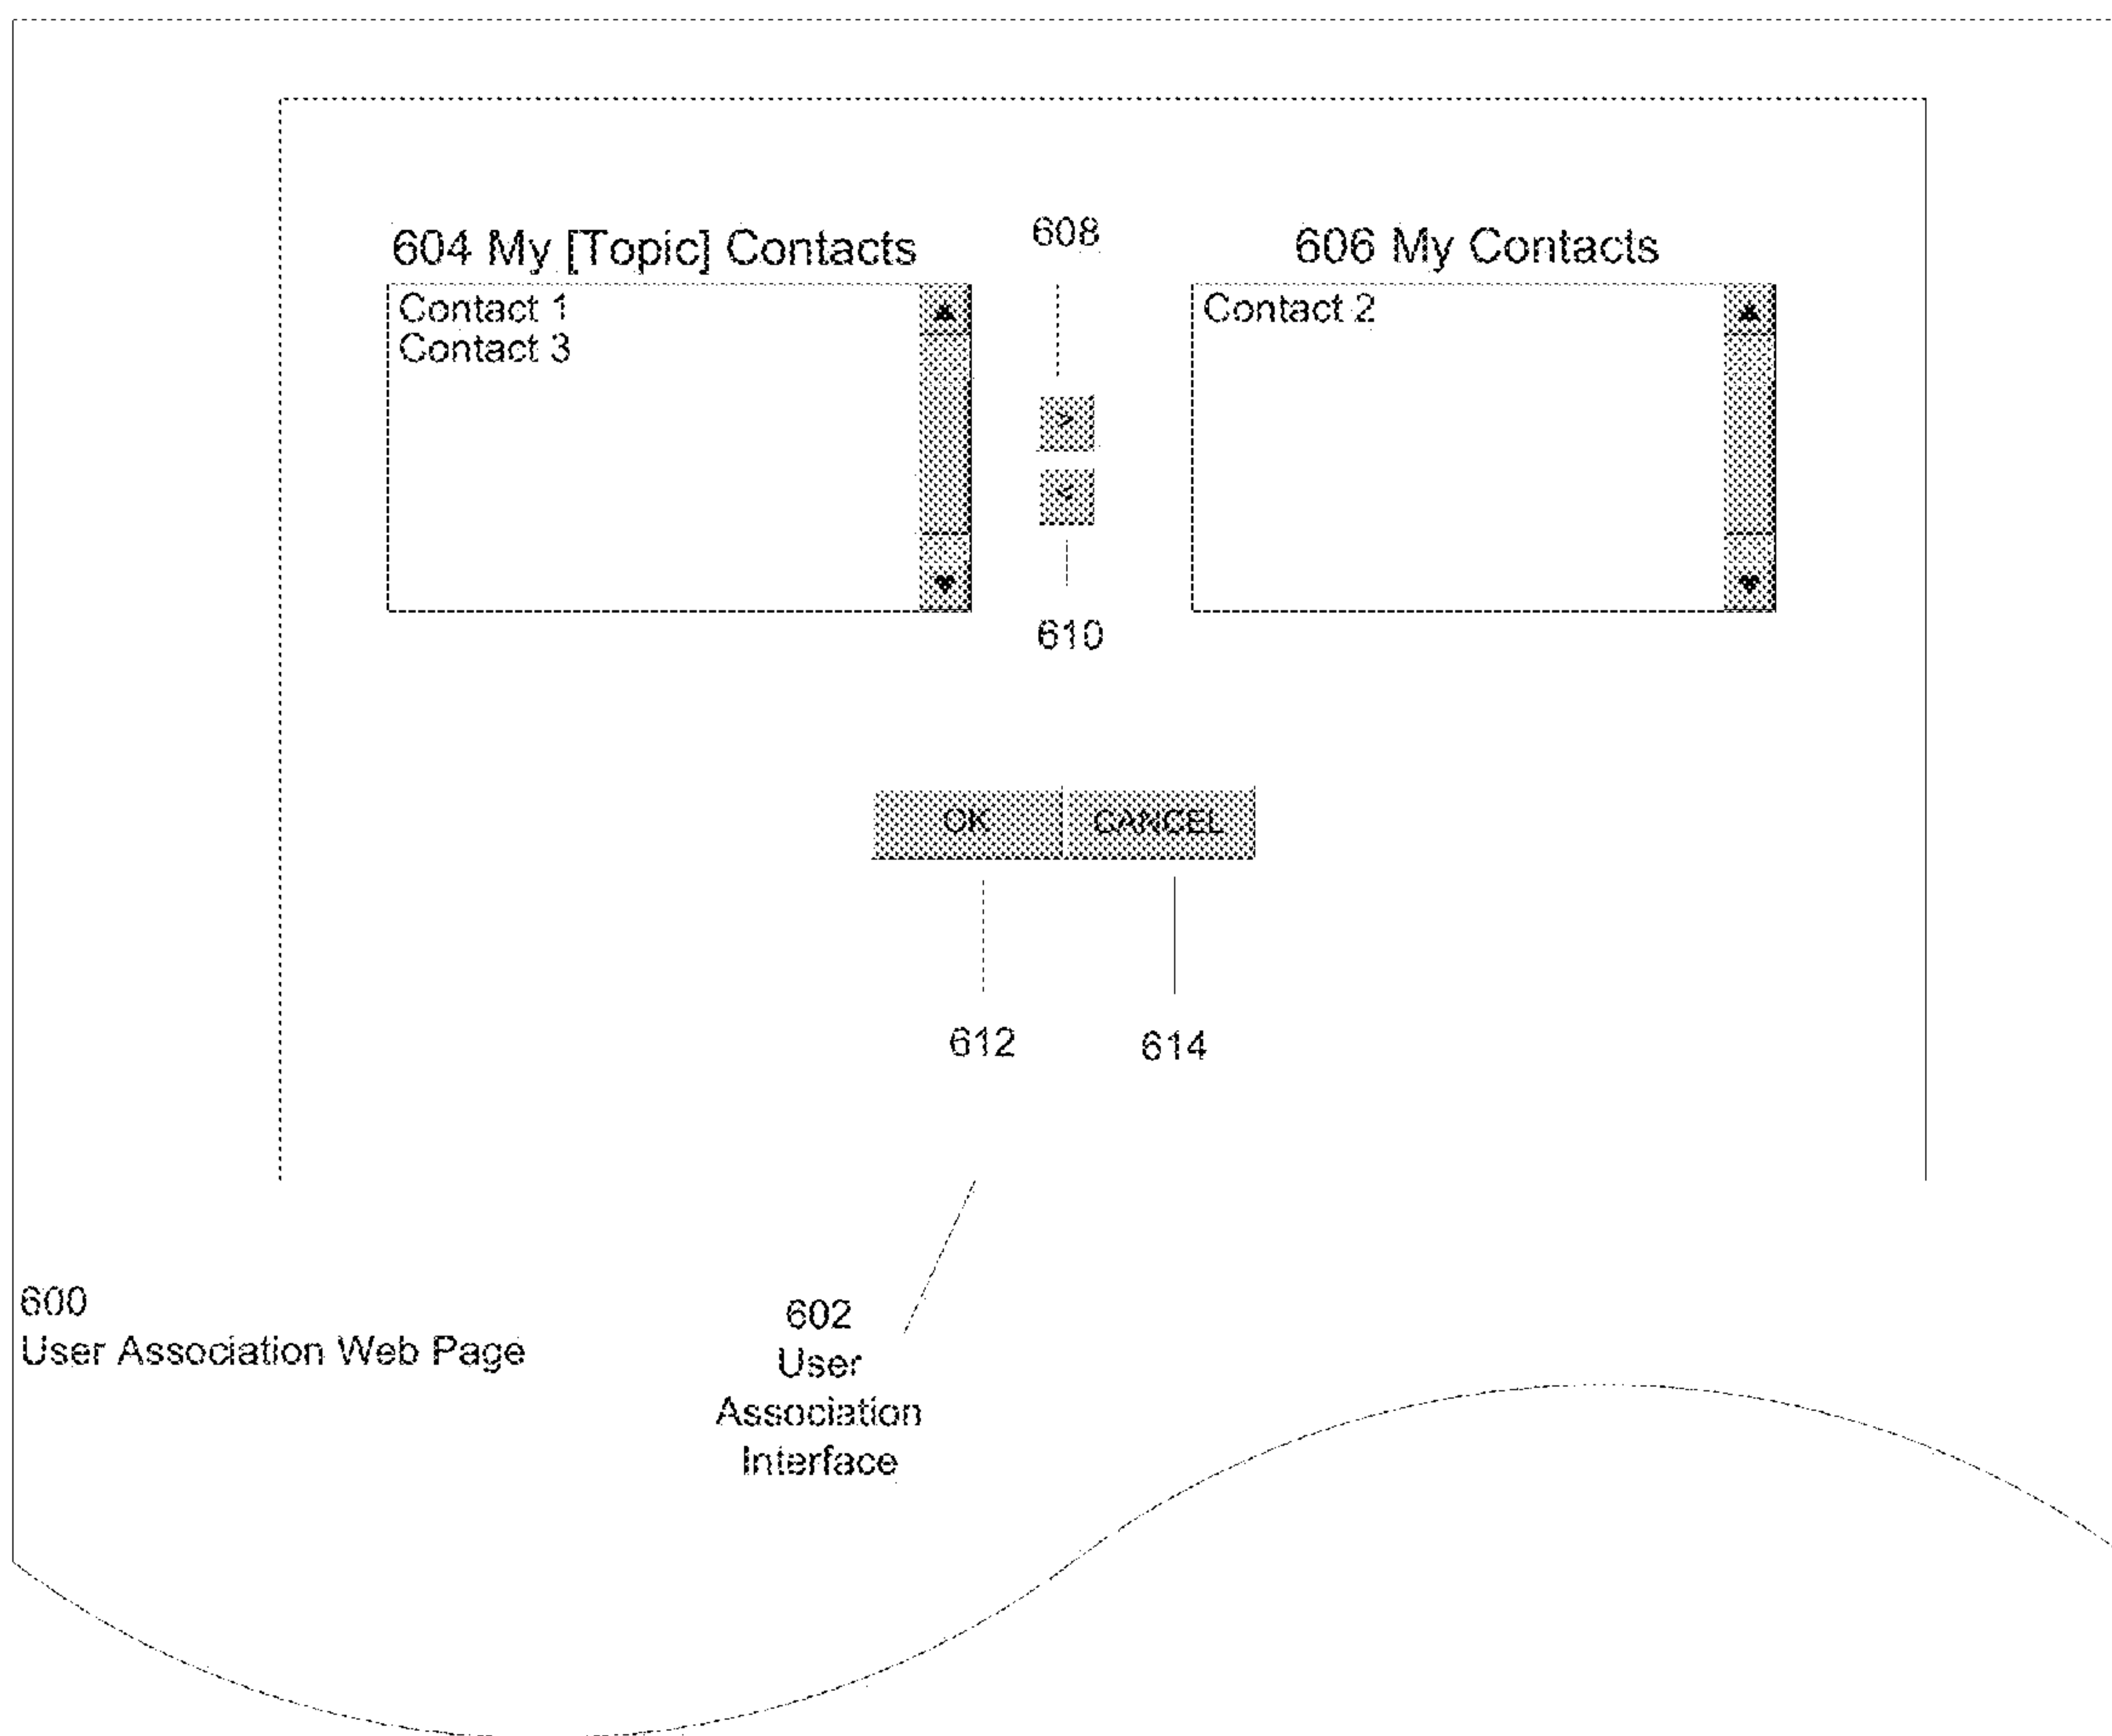 604 My [Topic] Contacts
608
606 My Contacts
Contact 1
Contact 3
Contact 2
>
<
610
OK
CANCEL
612
614
600
User Association Web Page
602
User
Association
Interface